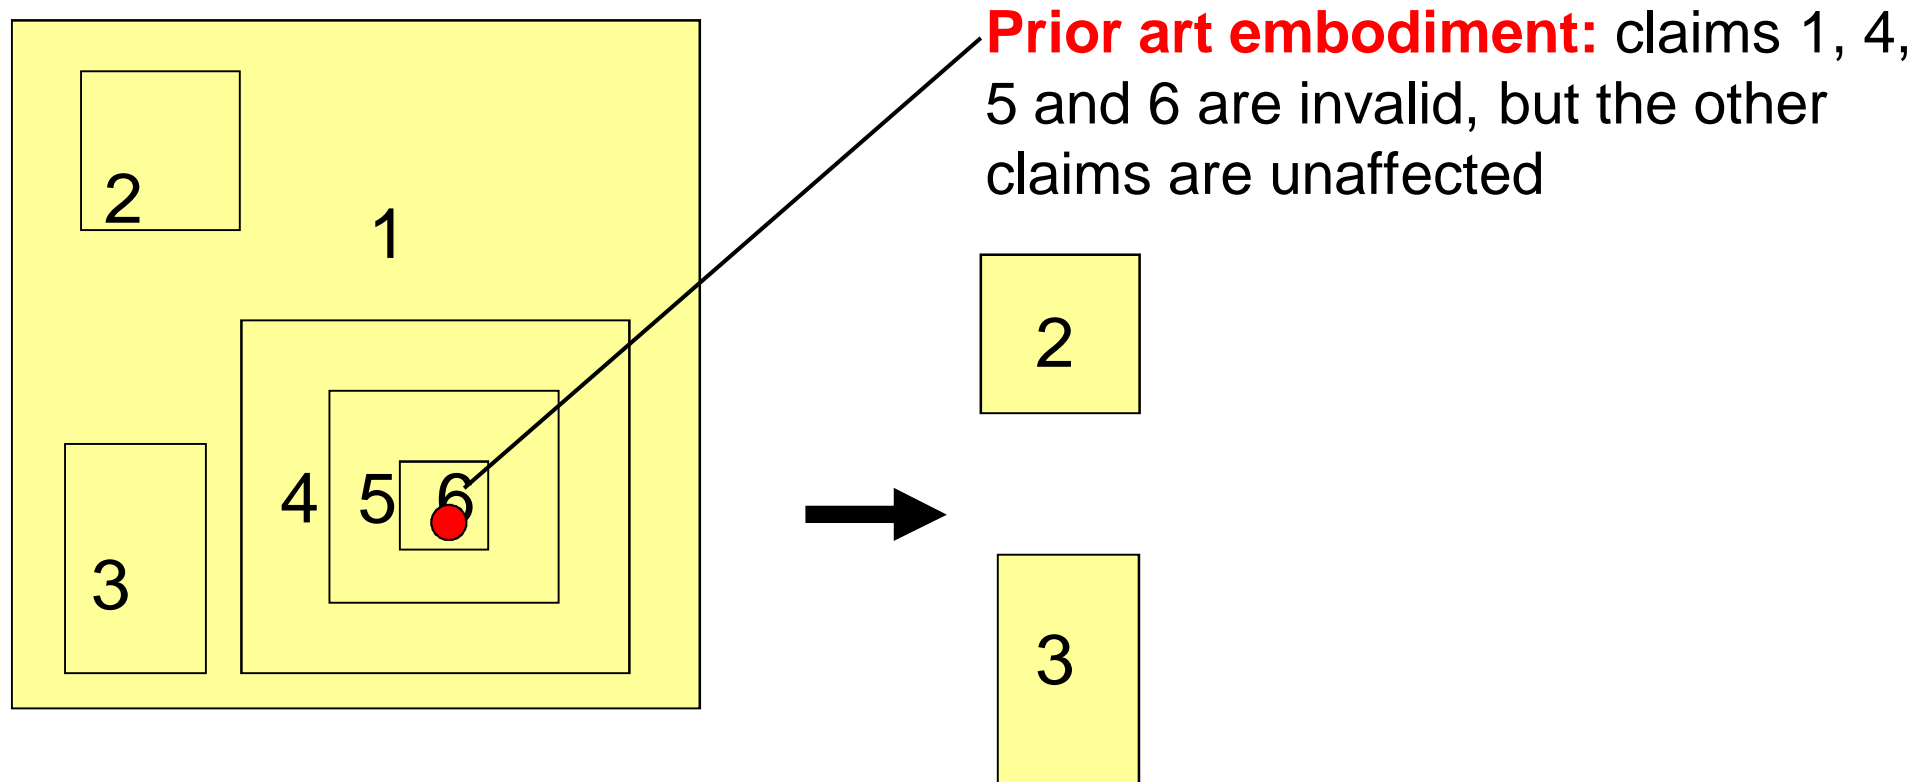 Prior art embodiment: claims 1, 4,
5 and 6 are invalid, but the other
claims are unaffected
2
1
4 5 6
3
2
3